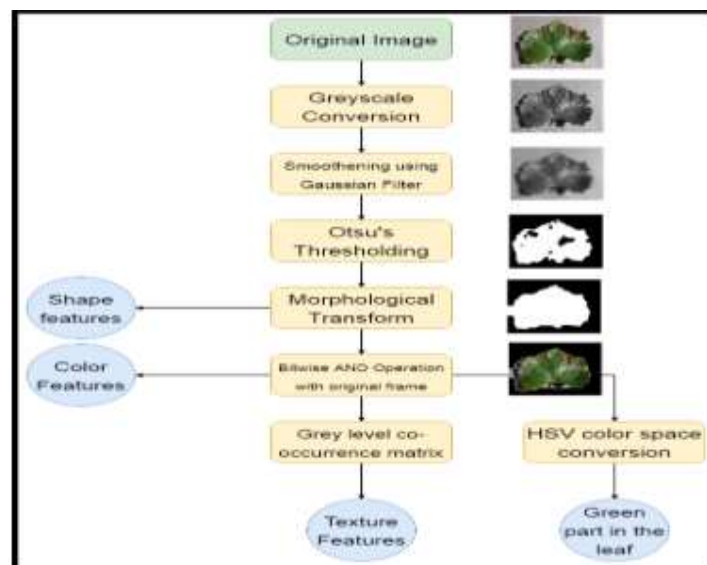 Original Image
Greyscale
Conversion
Smoothening using
Gaussian Filter
Otsu's
Thresholding
Shape
features
Morphological
Transform
Color
Features
Bitwise AND Operation
with original frame
Grey level co-
occurrence matrix
HSV color space
conversion
Texture
Features
Green
part in the
leaf